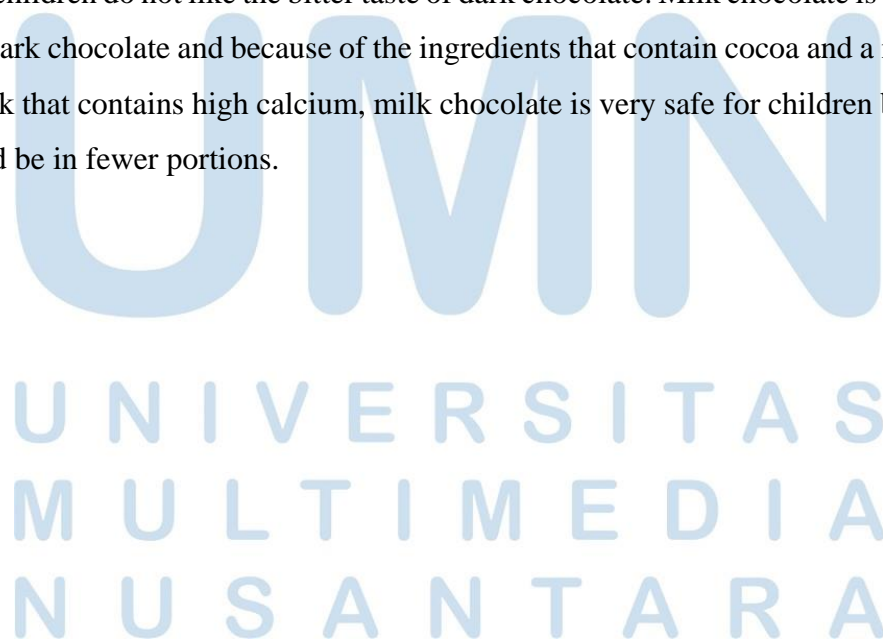 children do not like the bitter taste of dark chocolate. Milk chocolate is
dark chocolate and because of the ingredients that contain cocoa and a
that contains high calcium, milk chocolate is very safe for children
be in fewer portions.
UMN
UNIVERSITAS
MULTIMEDIA
NUSANTARA